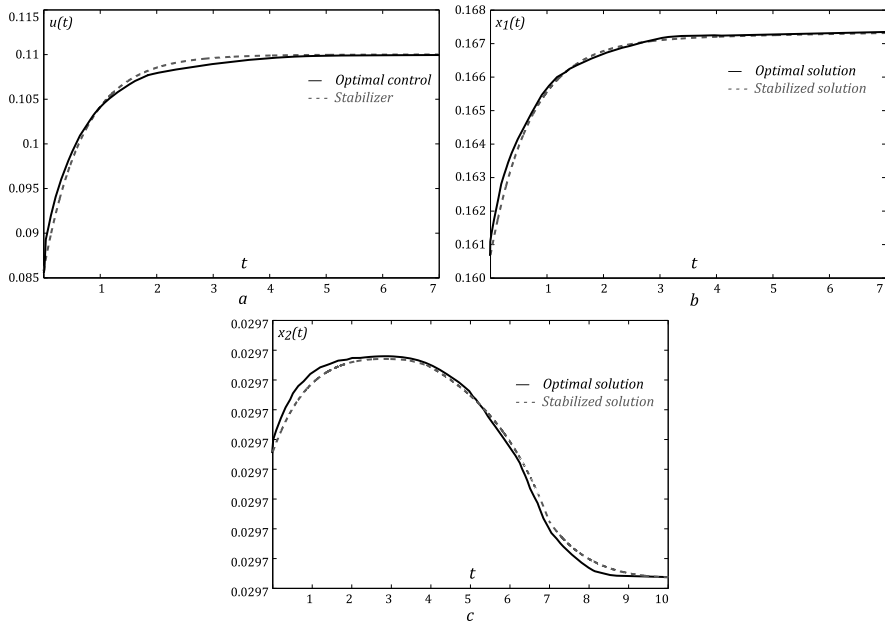 0.115
u(t)
0.11
0.105
0.1
0.095
0.09
0.085
Optimal control
Stabilizer
t
1 2 3 4 5 6 7
a
0.168
x1(t)
0.167
0.166
0.164
0.163
0.161
0.160
Optimal solution
Stabilized solution
t
1 2 3 4 5 6 7
b
0.0297
x2(t)
0.0297
0.0297
0.0297
0.0297
0.0297
0.0297
0.0297
0.0297
0.0297
Optimal solution
Stabilized solution
t
1 2 3 4 5 6 7 8 9 10
c